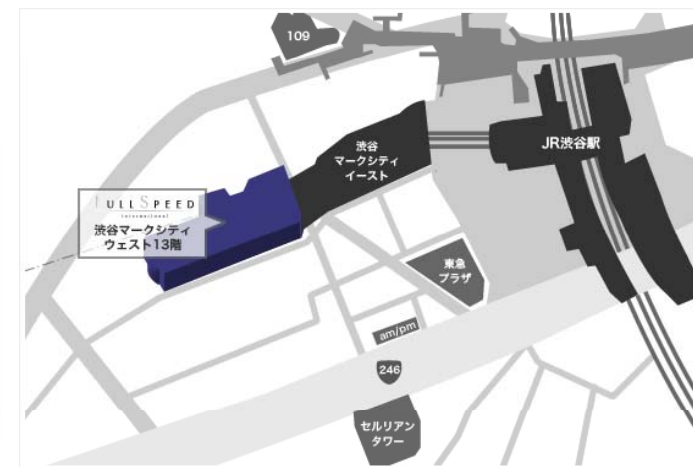 109
JR渋谷駅
渋谷
マークシティ
イースト
FULLSPEED
international
渋谷マークシティ
ウェスト13階
東急
プラザ
am/pm
246
セルリアン
タワー